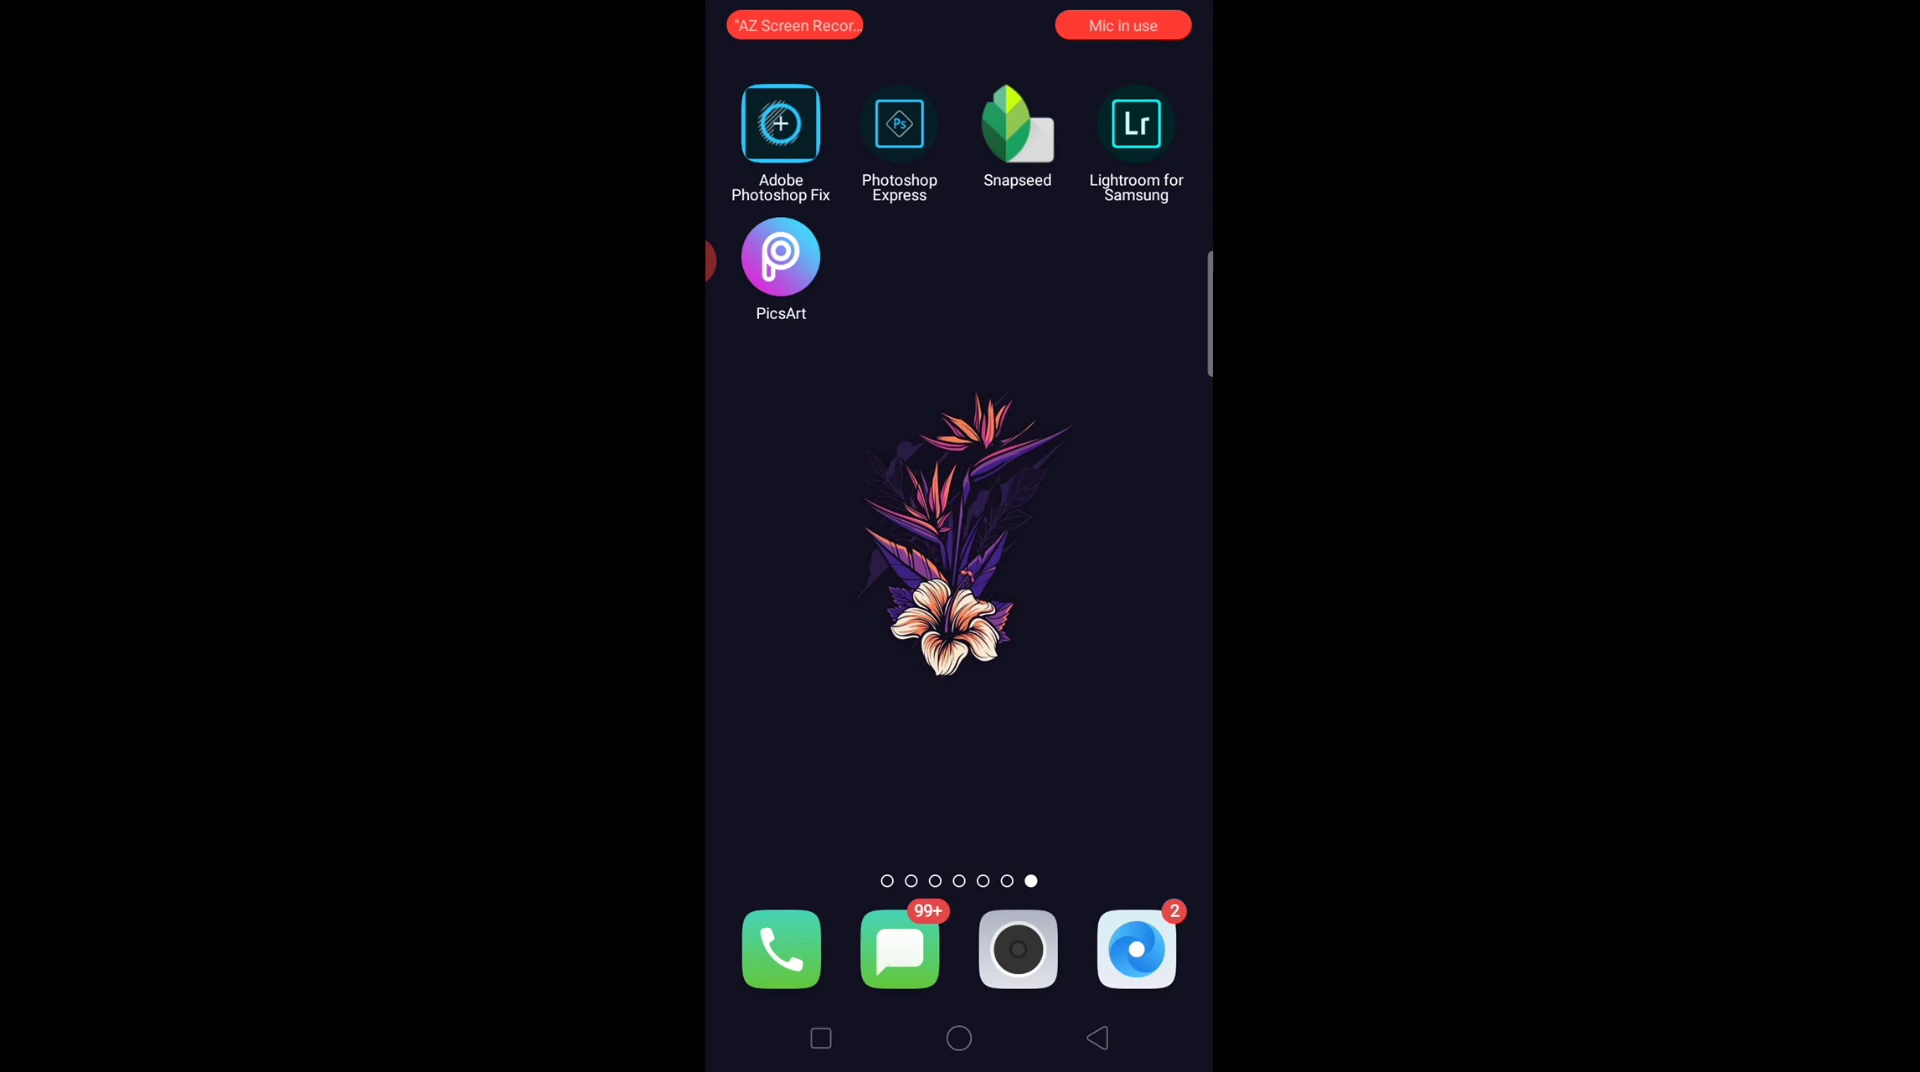 "AZ Screen Recor...
Mic in use
Ps
Lr
Adobe
Photoshop Fix
Photoshop
Express
Snapseed
Lightroom for
Samsung
PicsArt
99+
2